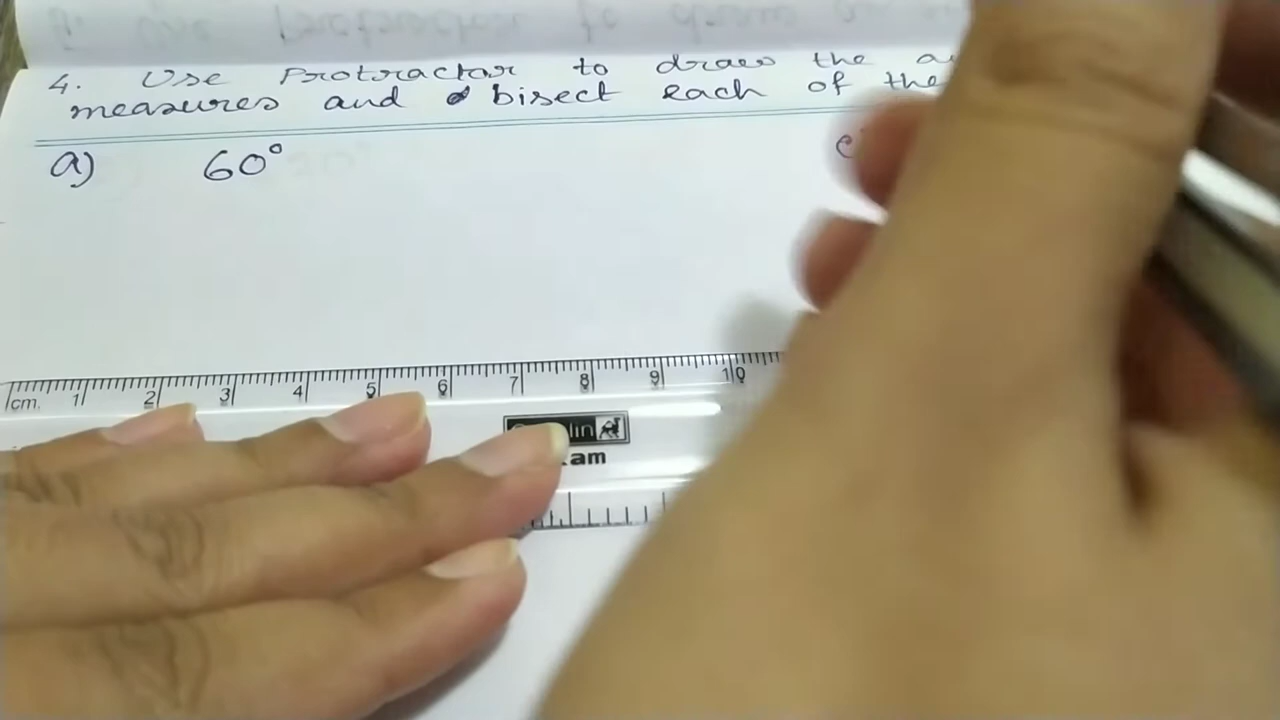 4. Use Protractor to draw the
measures and bisect each of the
a) 60°
cm. 1 2 3 4 5 6 7 8 9 10